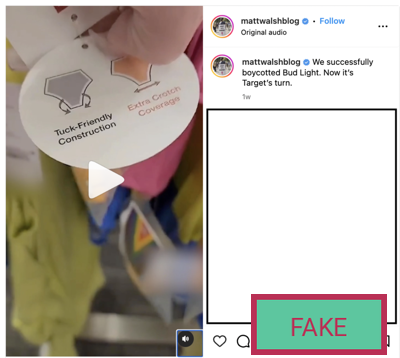 Tuck-Friendly
Construction
Extra Crotch
Coverage
mattwalshblog • Follow
Original audio
mattwalshblog We successfully
boycotted Bud Light. Now it's
Target's turn.
1w
FAKE